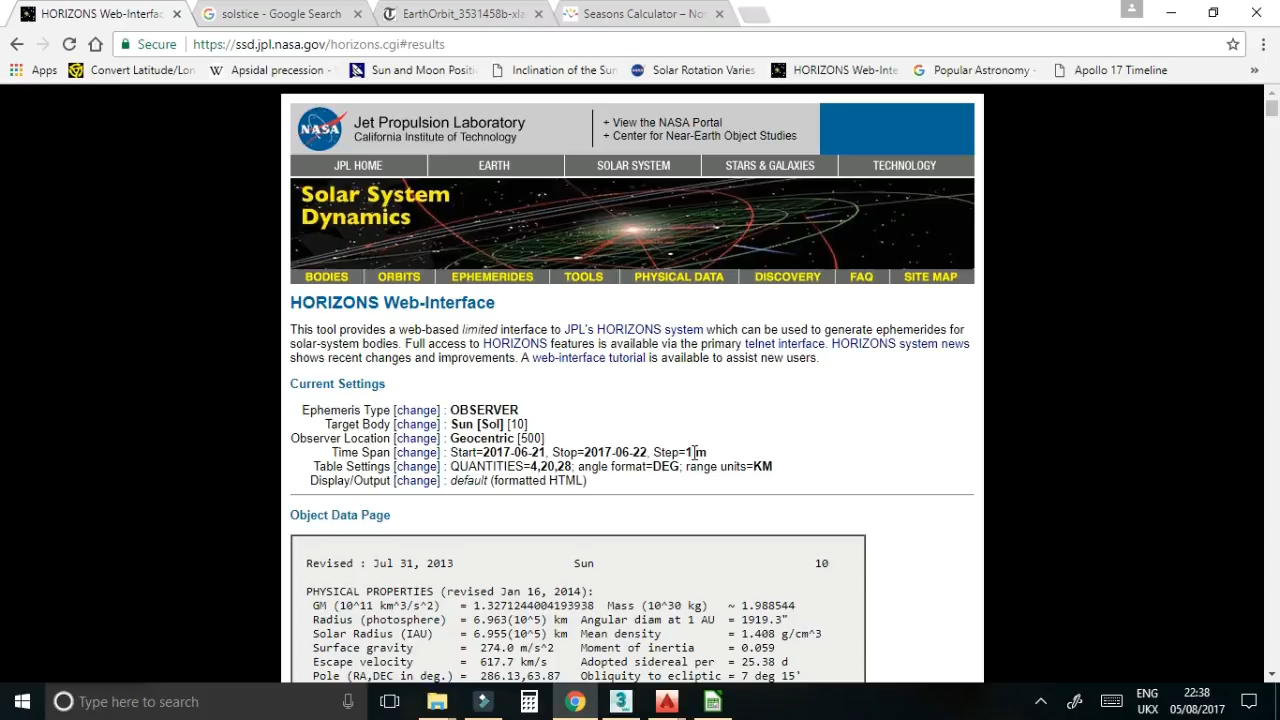 HORIZONS Web-Interfac
solstice - Google Search
EarthOrbit_3531458b-xla
Seasons Calculator – No
Secure
https://ssd.jpl.nasa.gov/horizons.cgi#results
Apps
Convert Latitude/Lon
Apsidal precession -
Sun and Moon Positi
Inclination of the Sun
Solar Rotation Varies
HORIZONS Web-Inte
Popular Astronomy -
Apollo 17 Timeline
»
NASA
Jet Propulsion Laboratory
California Institute of Technology
+ View the NASA Portal
+ Center for Near-Earth Object Studies
JPL HOME EARTH SOLAR SYSTEM STARS & GALAXIES TECHNOLOGY
Solar System
Dynamics
BODIES ORBITS EPHEMERIDES TOOLS PHYSICAL DATA DISCOVERY FAQ SITE MAP
HORIZONS Web-Interface
This tool provides a web-based limited interface to JPL's HORIZONS system which can be used to generate ephemerides for
solar-system bodies. Full access to HORIZONS features is available via the primary telnet interface. HORIZONS system news
shows recent changes and improvements. A web-interface tutorial is available to assist new users.
Current Settings
Ephemeris Type [change] : OBSERVER
Target Body [change] : Sun [Sol] [10]
Observer Location [change] : Geocentric [500]
Time Span [change] : Start=2017-06-21, Stop=2017-06-22, Step=1 m
Table Settings [change] : QUANTITIES=4,20,28; angle format=DEG; range units=KM
Display/Output [change] : default (formatted HTML)
Object Data Page
Revised : Jul 31, 2013 Sun 10
PHYSICAL PROPERTIES (revised Jan 16, 2014):
GM (10^11 km^3/s^2) = 1.3271244004193938 Mass (10^30 kg) ~ 1.988544
Radius (photosphere) = 6.963(10^5) km Angular diam at 1 AU = 1919.3"
Solar Radius (IAU) = 6.955(10^5) km Mean density = 1.408 g/cm^3
Surface gravity = 274.0 m/s^2 Moment of inertia = 0.059
Escape velocity = 617.7 km/s Adopted sidereal per = 25.38 d
Pole (RA,DEC in deg.) = 286.13,63.87 Obliquity to ecliptic = 7 deg 15'
Type here to search
3
ENG
UKX
22:38
05/08/2017